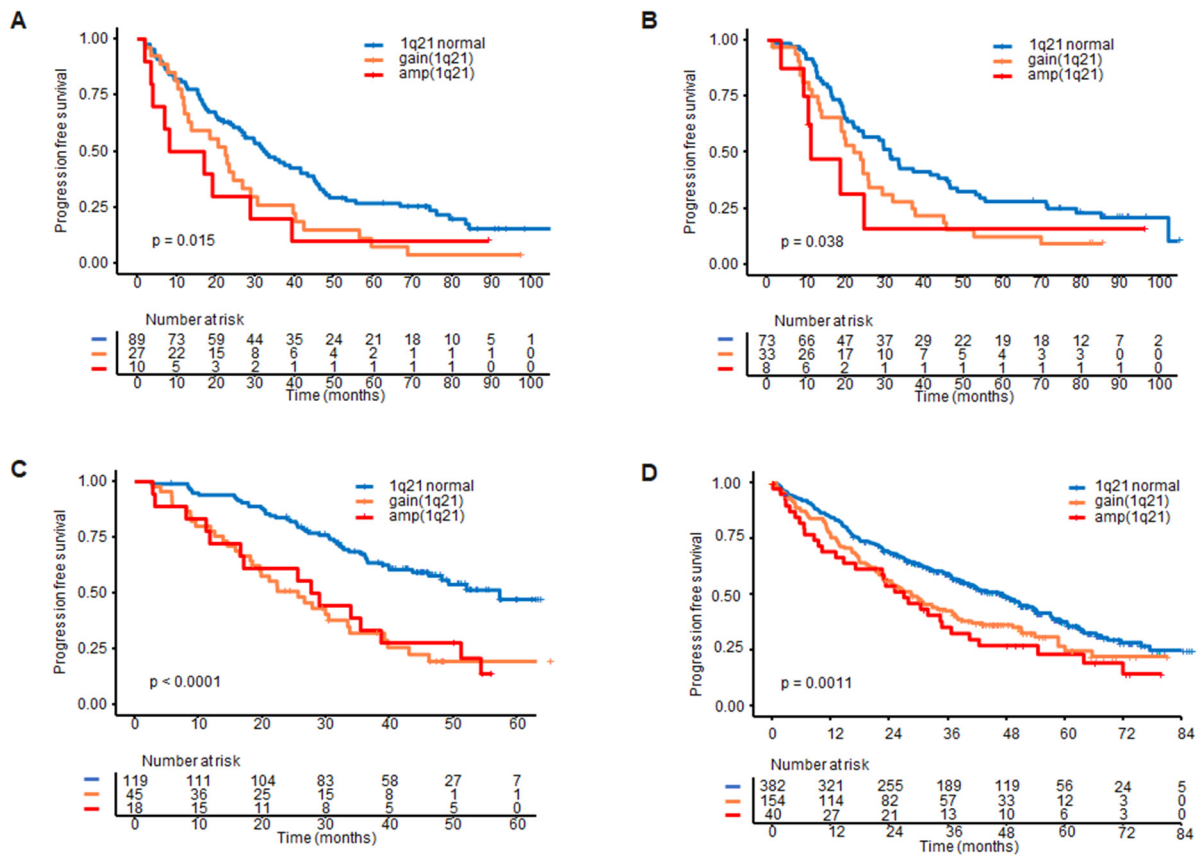 A
1.00
0.75
0.50
0.25
0.00
Progression free survival
1q21 normal
gain(1q21)
amp(1q21)
p = 0.015
0 10 20 30 40 50 60 70 80 90 100
Number at risk
89 73 59 44 35 24 21 18 10 5 1
27 22 15 8 6 4 2 1 1 1 0
10 5 3 2 1 1 1 1 1 0 0
0 10 20 30 40 50 60 70 80 90 100
Time (months)
B
1.00
0.75
0.50
0.25
0.00
Progression free survival
1q21 normal
gain(1q21)
amp(1q21)
p = 0.038
0 10 20 30 40 50 60 70 80 90 100
Number at risk
73 66 47 37 29 22 19 18 12 7 2
33 26 17 10 7 5 4 3 3 0 0
8 6 2 1 1 1 1 1 1 1 0
0 10 20 30 40 50 60 70 80 90 100
Time (months)
C
1.00
0.75
0.50
0.25
0.00
Progression free survival
1q21 normal
gain(1q21)
amp(1q21)
p < 0.0001
0 10 20 30 40 50 60
Number at risk
119 111 104 83 58 27 7
45 36 25 15 8 1 1
18 15 11 8 5 5 0
0 10 20 30 40 50 60
Time (months)
D
1.00
0.75
0.50
0.25
0.00
Progression free survival
1q21 normal
gain(1q21)
amp(1q21)
p = 0.0011
0 12 24 36 48 60 72 84
Number at risk
382 321 255 189 119 56 24 5
154 114 82 57 33 12 3 0
40 27 21 13 10 6 3 0
0 12 24 36 48 60 72 84
Time (months)